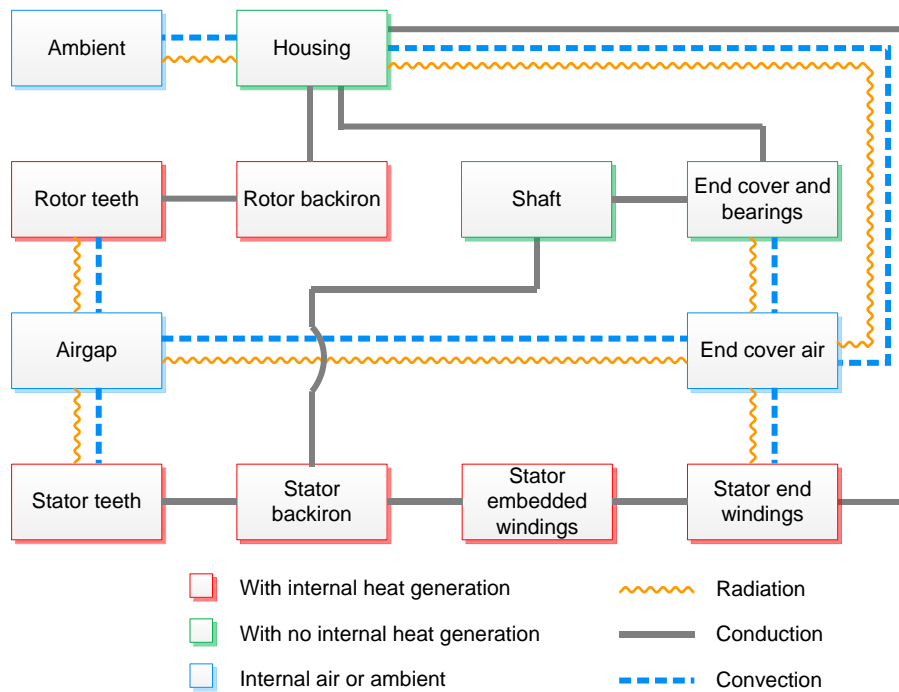 Ambient
Housing
Rotor teeth
Rotor backiron
Shaft
End cover and
bearings
Airgap
End cover air
Stator teeth
Stator
backiron
Stator
embedded
windings
Stator end
windings
With internal heat generation
Radiation
With no internal heat generation
Conduction
Internal air or ambient
Convection